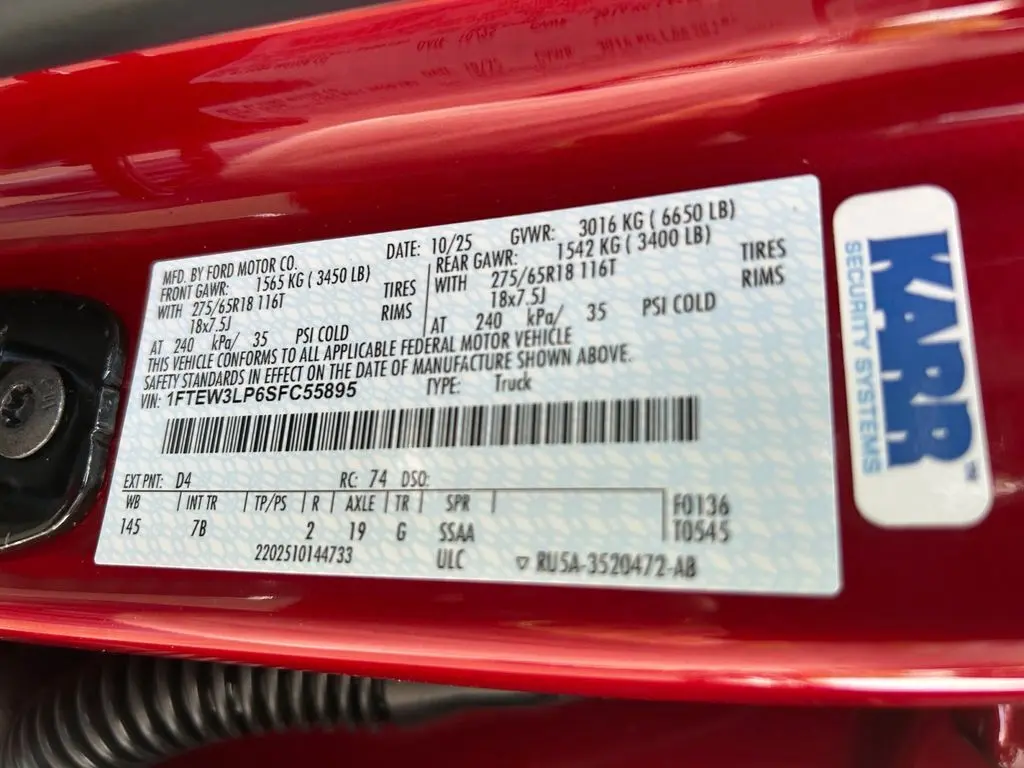 MFD. BY FORD MOTOR CO. DATE: 10/25 GVWR: 3016 KG ( 6650 LB)
FRONT GAWR: 1565 KG ( 3450 LB) REAR GAWR: 1542 KG ( 3400 LB)
WITH 275/65R18 116T TIRES WITH 275/65R18 116T TIRES
18x7.5J RIMS 18x7.5J RIMS
AT 240 kPa/ 35 PSI COLD AT 240 kPa/ 35 PSI COLD
THIS VEHICLE CONFORMS TO ALL APPLICABLE FEDERAL MOTOR VEHICLE
SAFETY STANDARDS IN EFFECT ON THE DATE OF MANUFACTURE SHOWN ABOVE.
VIN: 1FTEW3LP6SFC55895 TYPE: Truck
EXT PNT: D4 RC: 74 DSO:
WB INT TR TP/PS R AXLE TR SPR F0136
145 7B 2 19 G SSAA T0545
2202510144733 ULC ▽ RU5A-3520472-AB
KARR™
SECURITY SYSTEMS